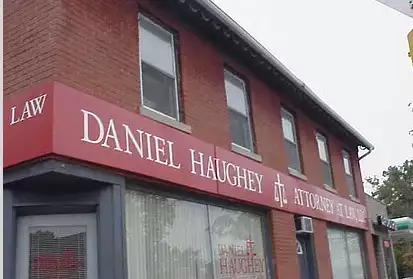 LAW
DANIEL HAUGHEY ATTORNEY AT LAW
DANIEL
HAUGHEY